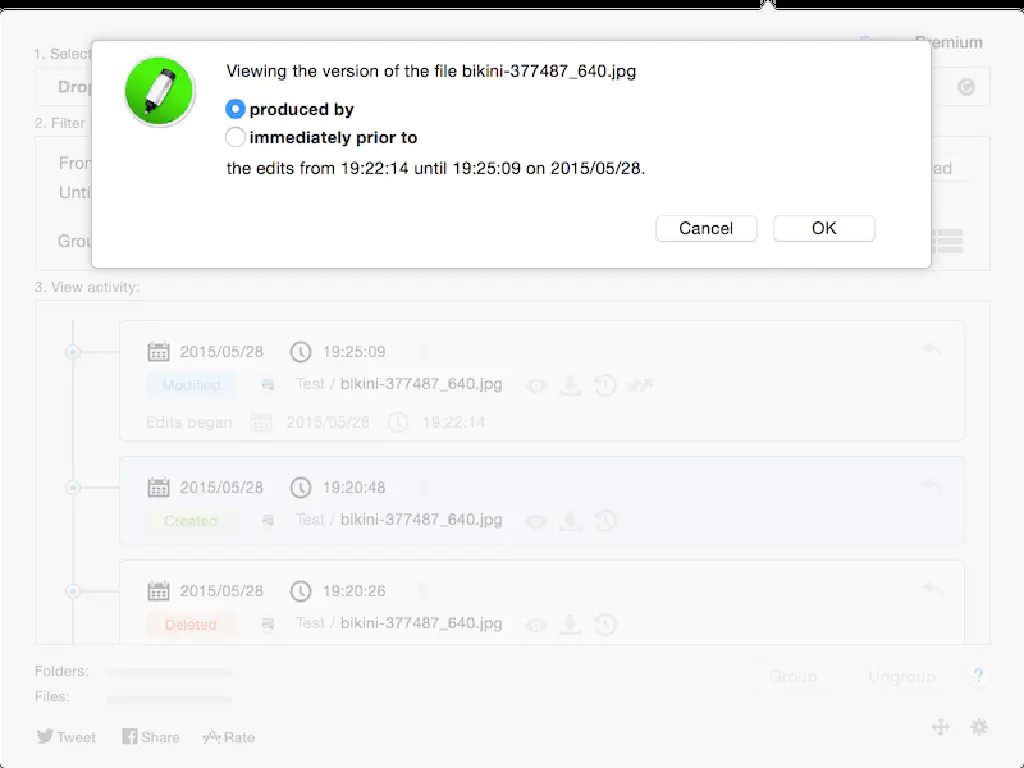 Premium
1. Select
Viewing the version of the file bikini-377487_640.jpg
Drop
produced by
2. Filter
immediately prior to
From
the edits from 19:22:14 until 19:25:09 on 2015/05/28.
Until
Cancel OK
Group
3. View activity:
2015/05/28 19:25:09
Modified Test / bikini-377487_640.jpg
Edits began 2015/05/28 19:22:14
2015/05/28 19:20:48
Created Test / bikini-377487_640.jpg
2015/05/28 19:20:26
Deleted Test / bikini-377487_640.jpg
Folders:
Group Ungroup ?
Files:
Tweet Share Rate